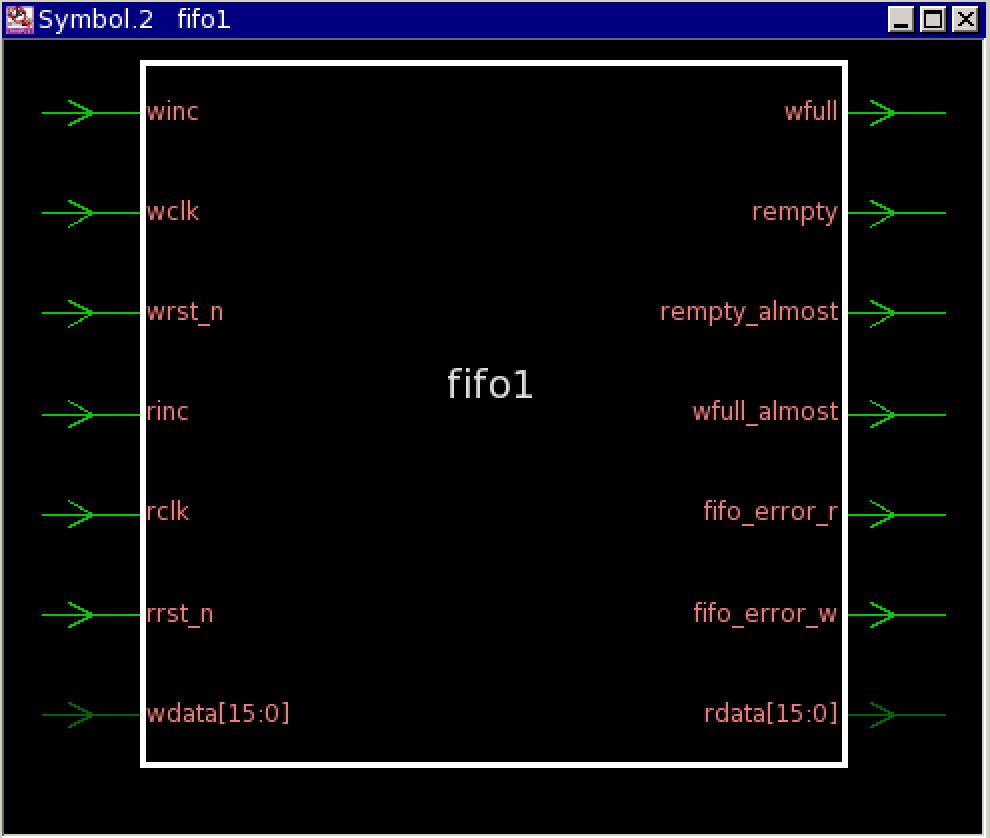 Symbol.2 fifo1
winc wfull
wclk rempty
wrst_n rempty_almost
fifo1
rinc wfull_almost
rclk fifo_error_r
rrst_n fifo_error_w
wdata[15:0] rdata[15:0]